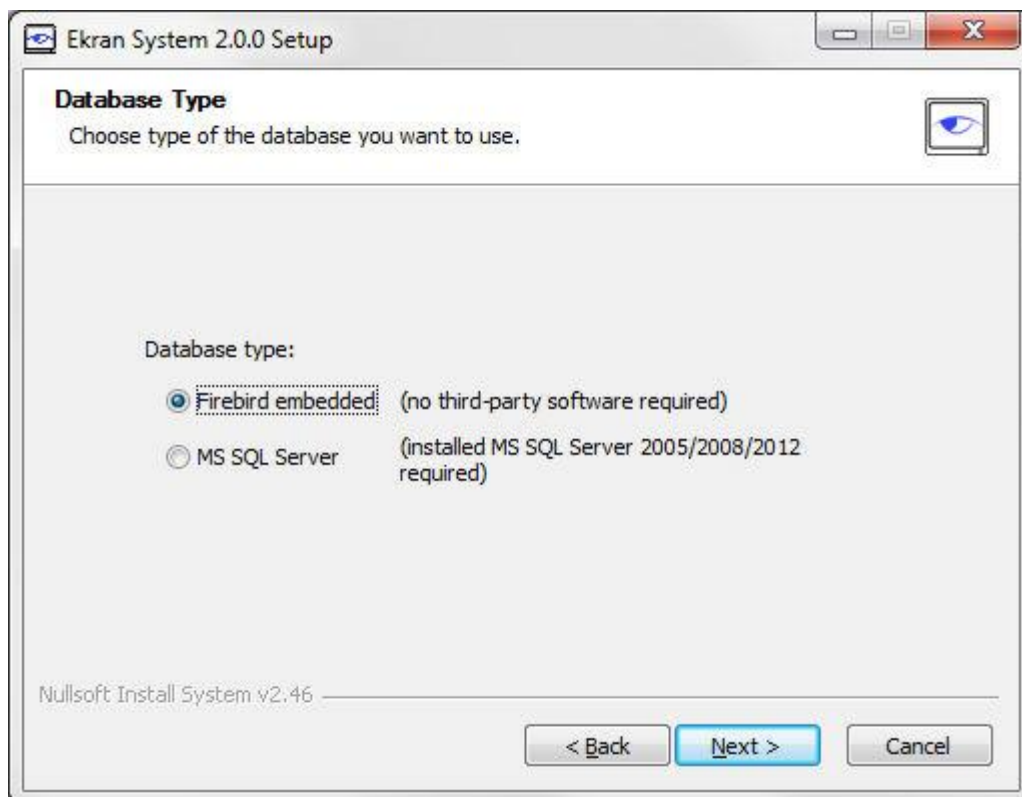 Ekran System 2.0.0 Setup
Database Type
Choose type of the database you want to use.
Database type:
Firebird embedded (no third-party software required)
MS SQL Server (installed MS SQL Server 2005/2008/2012
required)
Nullsoft Install System v2.46
< Back Next > Cancel